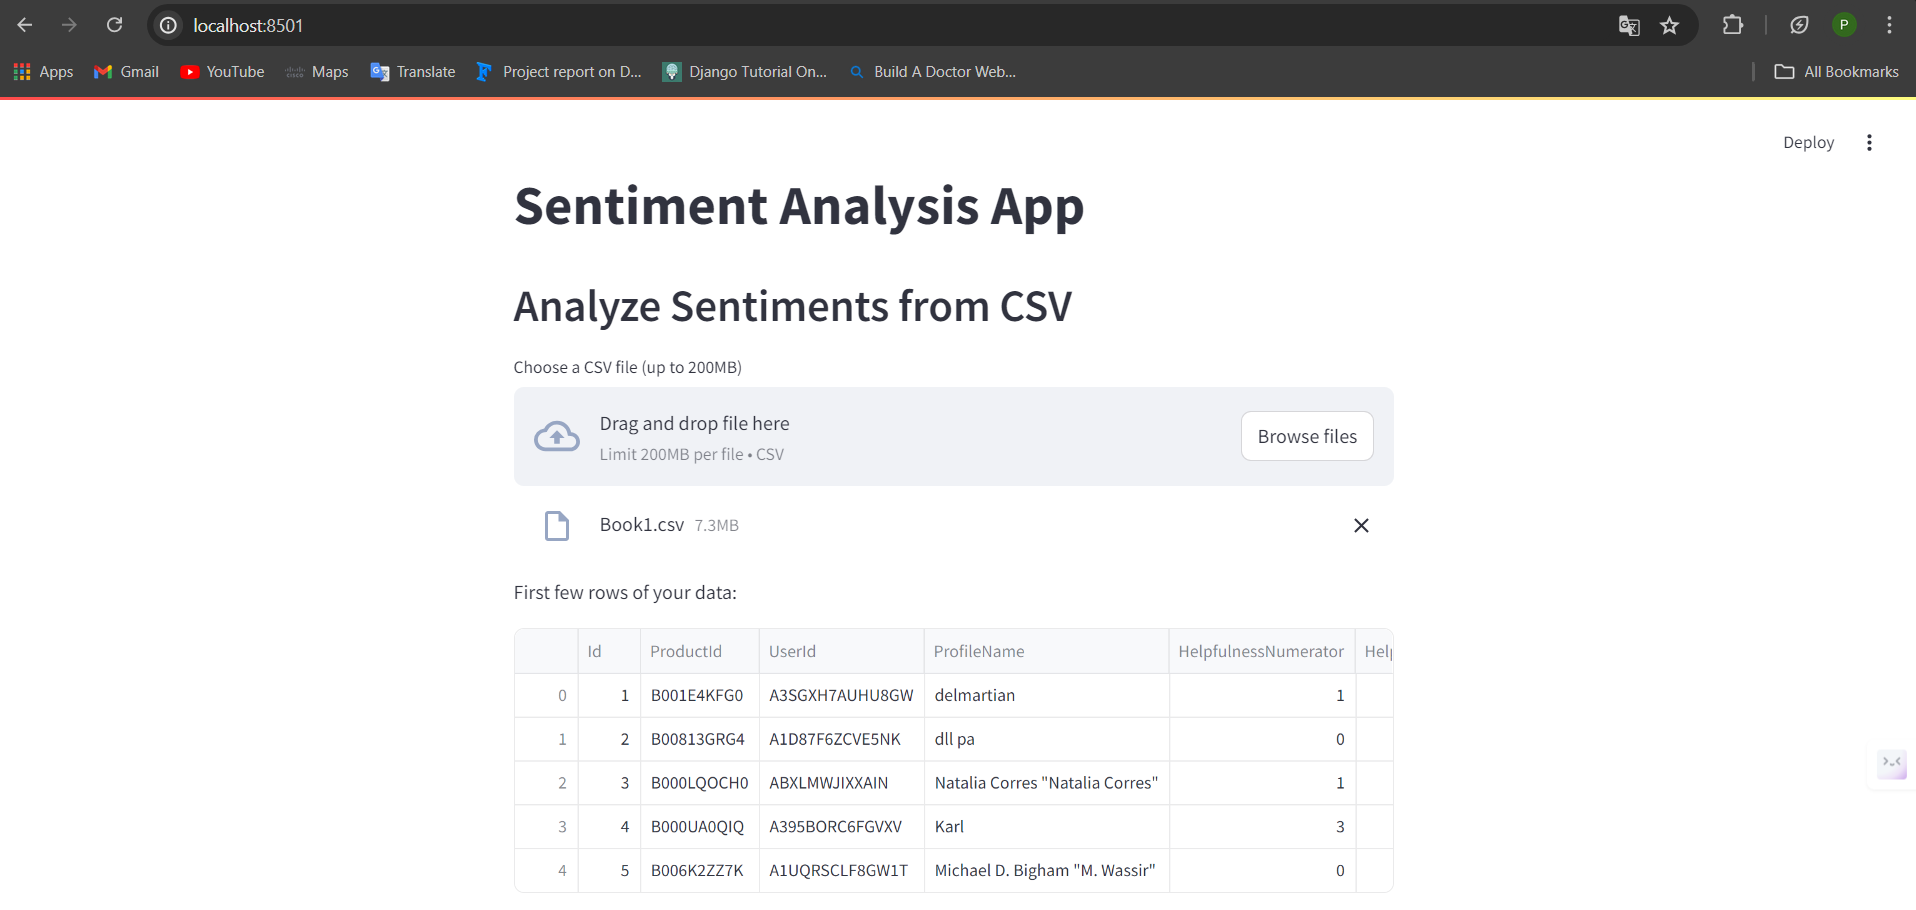 localhost:8501
P
Apps Gmail YouTube Maps Translate Project report on D... Django Tutorial On... Build A Doctor Web... All Bookmarks
Deploy
Sentiment Analysis App
Analyze Sentiments from CSV
Choose a CSV file (up to 200MB)
Drag and drop file here
Limit 200MB per file • CSV
Browse files
Book1.csv 7.3MB
First few rows of your data:
Id ProductId UserId ProfileName HelpfulnessNumerator Help
0 1 B001E4KFG0 A3SGXH7AUHU8GW delmartian 1
1 2 B00813GRG4 A1D87F6ZCVE5NK dll pa 0
2 3 B000LQOCH0 ABXLMWJIXXAIN Natalia Corres "Natalia Corres" 1
3 4 B000UA0QIQ A395BORC6FGVXV Karl 3
4 5 B006K2ZZ7K A1UQRSCLF8GW1T Michael D. Bigham "M. Wassir" 0